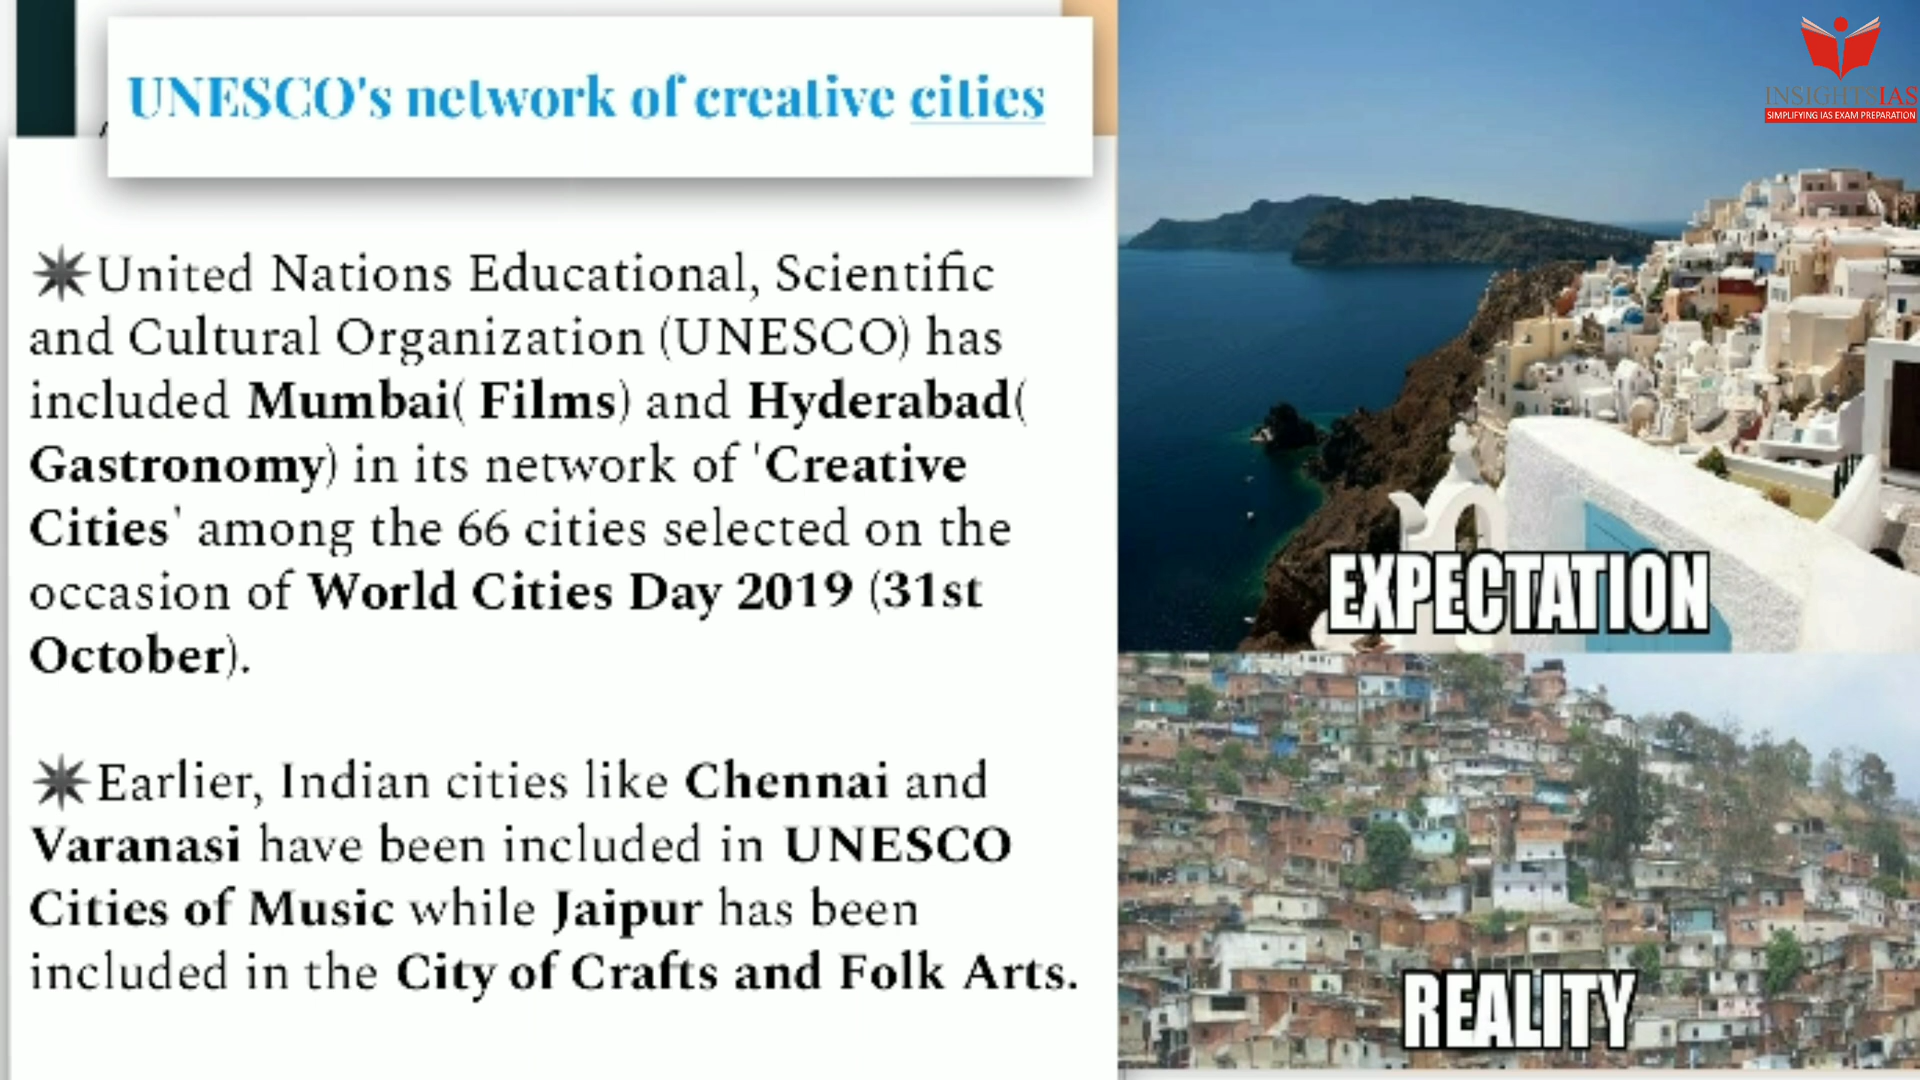 UNESCO's network of creative cities
United Nations Educational, Scientific
and Cultural Organization (UNESCO) has
included Mumbai( Films) and Hyderabad(
Gastronomy) in its network of 'Creative
Cities' among the 66 cities selected on the
occasion of World Cities Day 2019 (31st
October).
Earlier, Indian cities like Chennai and
Varanasi have been included in UNESCO
Cities of Music while Jaipur has been
included in the City of Crafts and Folk Arts.
INSIGHTSIAS
SIMPLIFYING IAS EXAM PREPARATION
EXPECTATION
REALITY